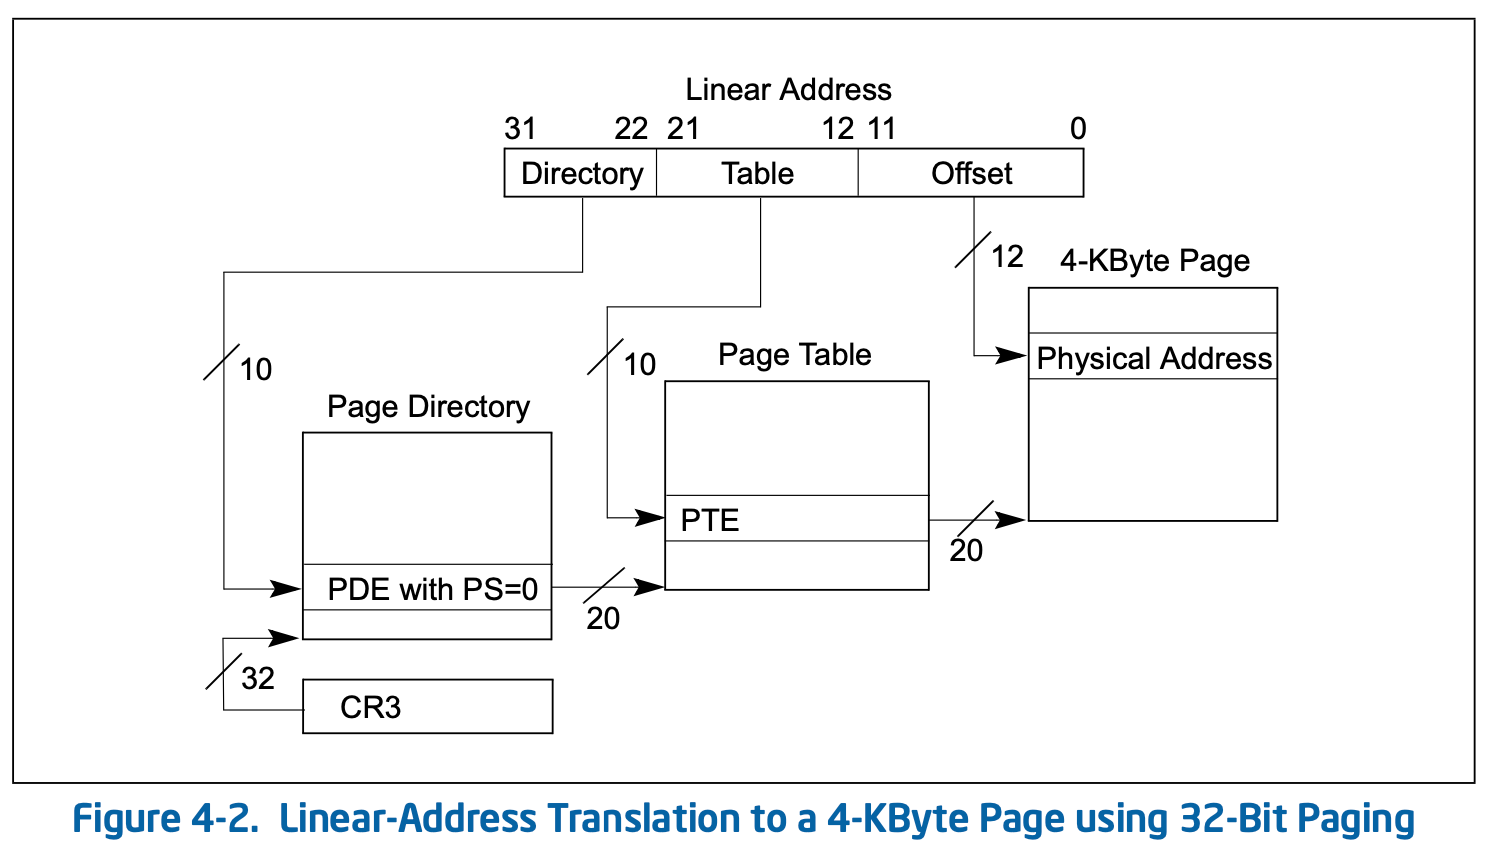 Linear Address
31 22 21 12 11 0
Directory Table Offset
12
4-KByte Page
Physical Address
10
10
Page Table
Page Directory
PTE
20
PDE with PS=0
20
32
CR3
Figure 4-2. Linear-Address Translation to a 4-KByte Page using 32-Bit Paging